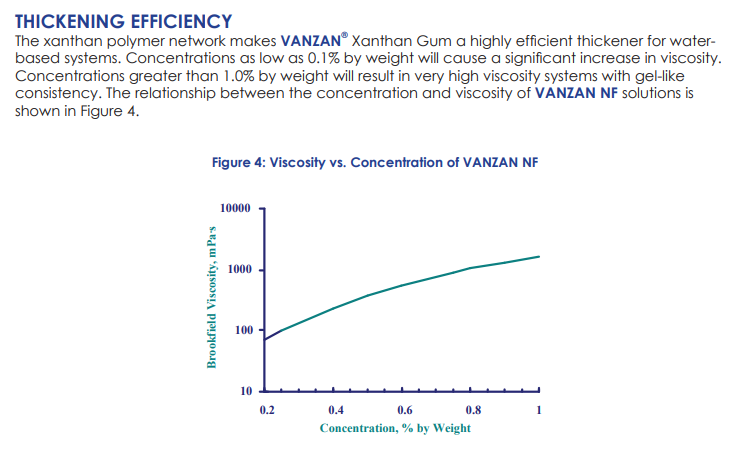 THICKENING EFFICIENCY
The xanthan polymer network makes VANZAN® Xanthan Gum a highly efficient thickener for water-
based systems. Concentrations as low as 0.1% by weight will cause a significant increase in viscosity.
Concentrations greater than 1.0% by weight will result in very high viscosity systems with gel-like
consistency. The relationship between the concentration and viscosity of VANZAN NF solutions is
shown in Figure 4.
Figure 4: Viscosity vs. Concentration of VANZAN NF
10000
1000
100
10
Brookfield Viscosity, mPa·s
0.2 0.4 0.6 0.8 1
Concentration, % by Weight